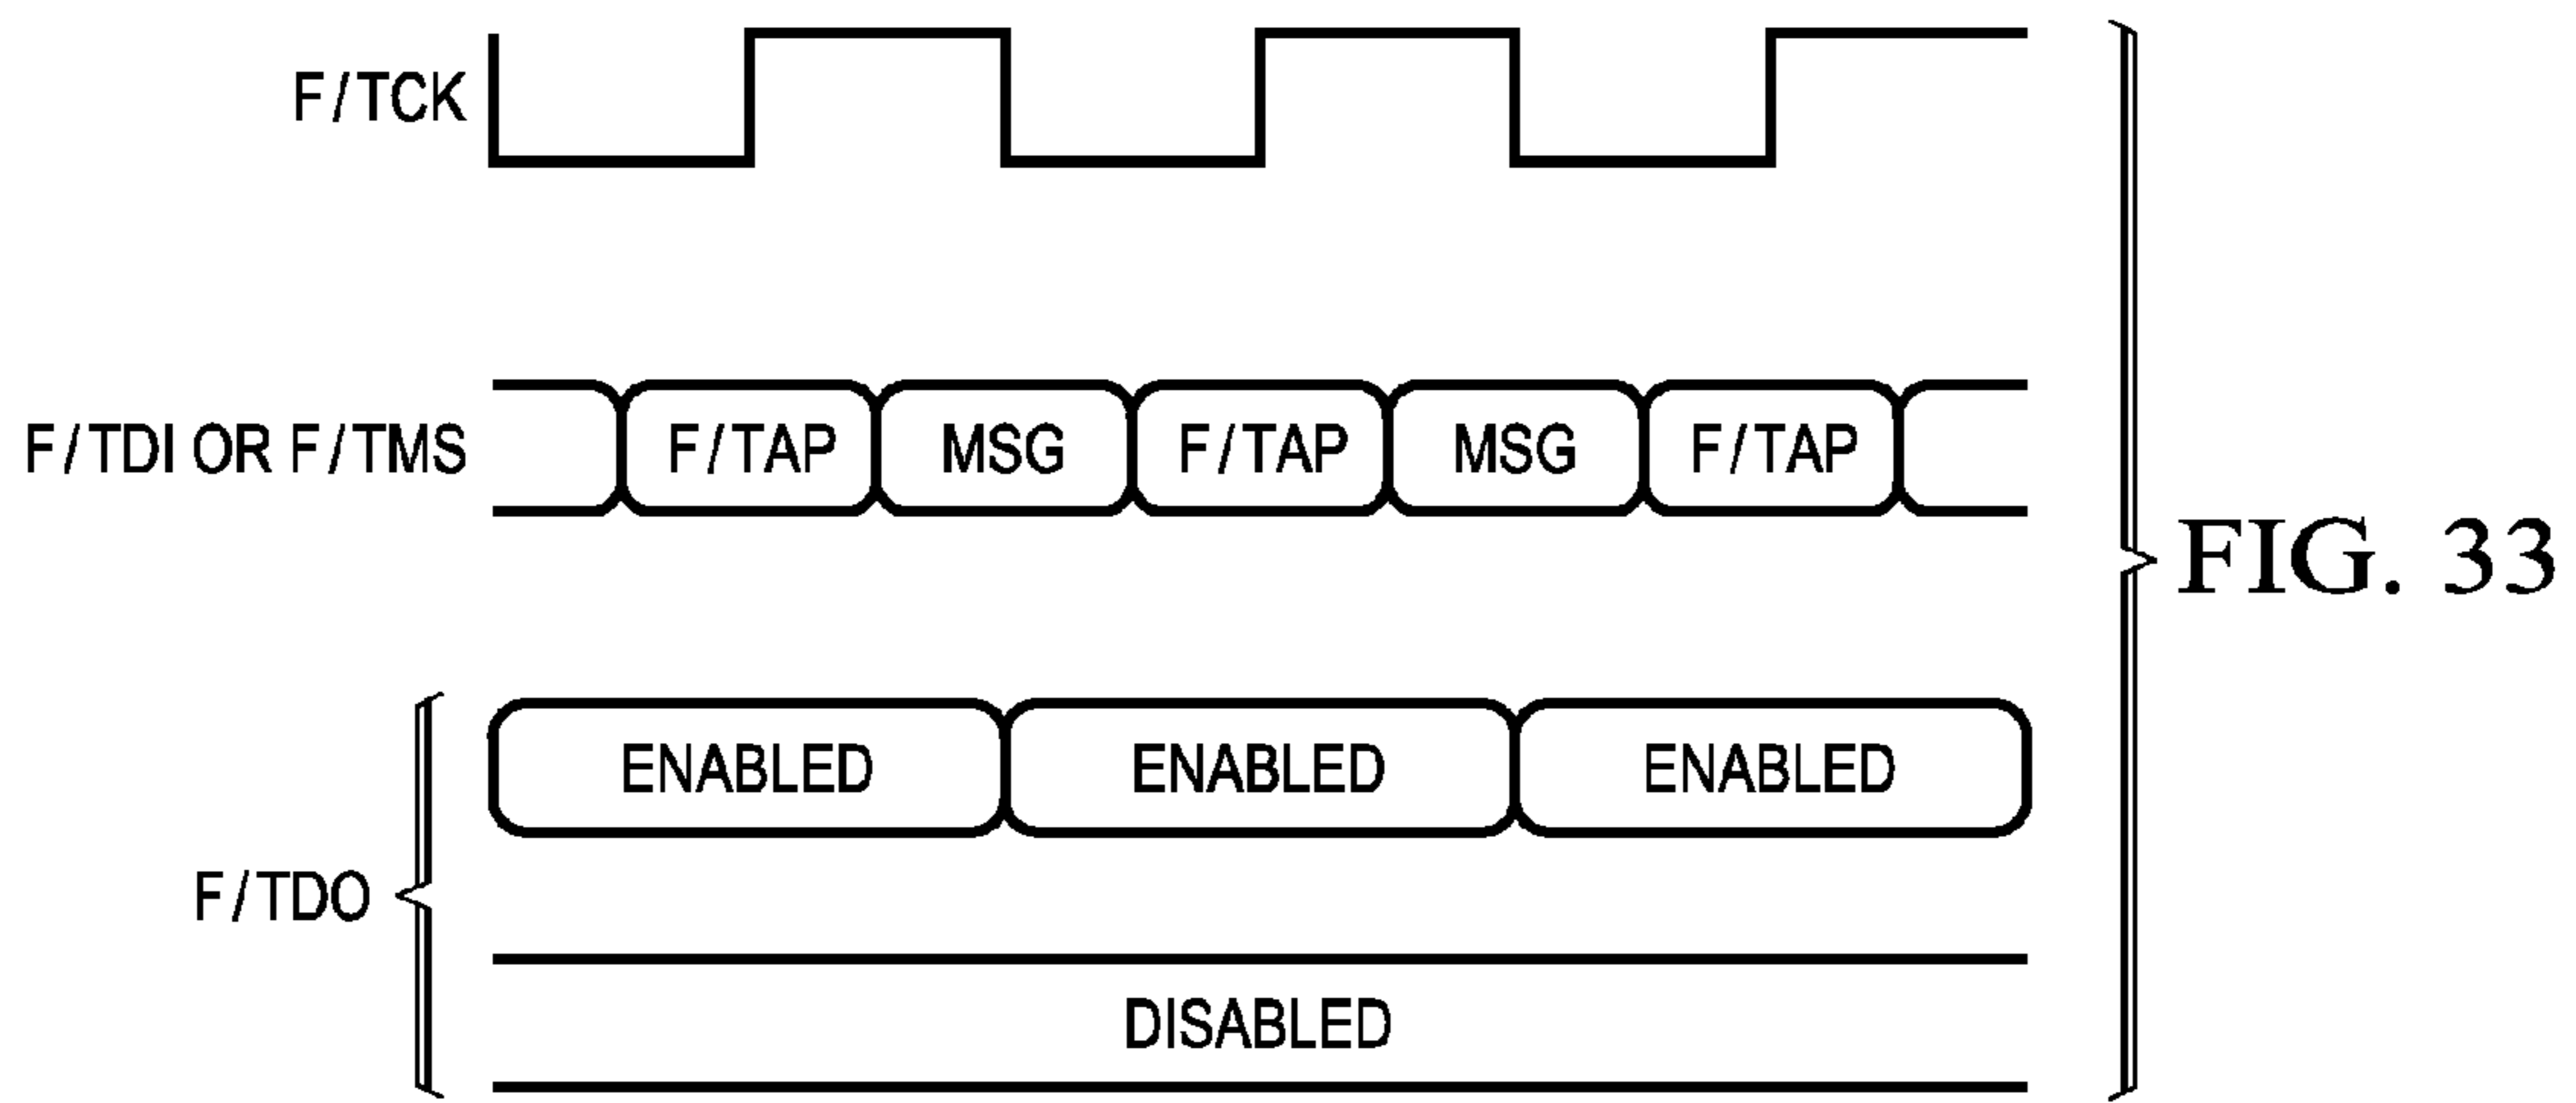 F/TCK
F/TDI OR F/TMS
F/TAP MSG F/TAP MSG F/TAP
FIG. 33
ENABLED ENABLED ENABLED
F/TDO
DISABLED